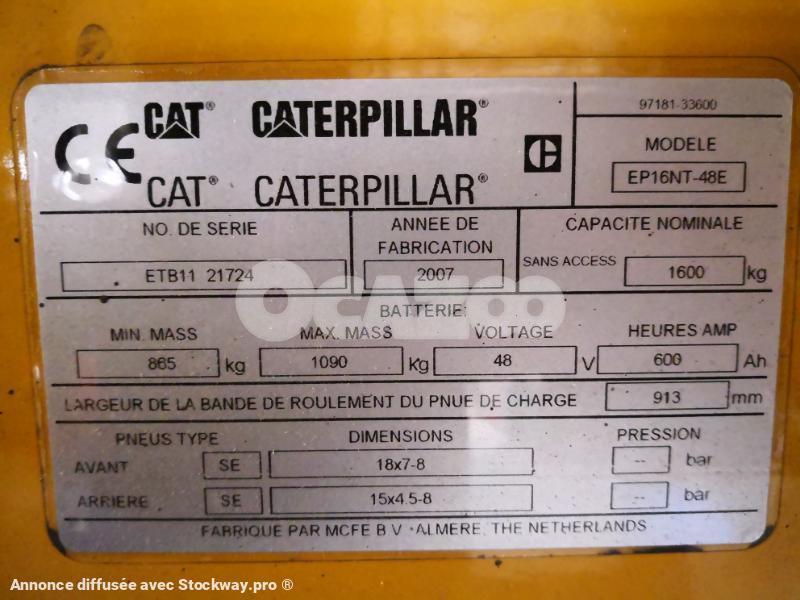 CE CAT® CATERPILLAR®
CAT® CATERPILLAR®
97181-33600
MODELE
EP16NT-48E
NO. DE SERIE
ETB11 21724
ANNEE DE
FABRICATION
2007
CAPACITE NOMINALE
SANS ACCESS 1600 kg
OCAZOO
BATTERIE:
MIN. MASS MAX. MASS VOLTAGE HEURES AMP
865 kg 1090 kg 48 V 600 Ah
LARGEUR DE LA BANDE DE ROULEMENT DU PNUE DE CHARGE 913 mm
PNEUS TYPE DIMENSIONS PRESSION
AVANT SE 18x7-8 -- bar
ARRIERE SE 15x4.5-8 -- bar
FABRIQUE PAR MCFE B V • ALMERE, THE NETHERLANDS
Annonce diffusée avec Stockway.pro ®